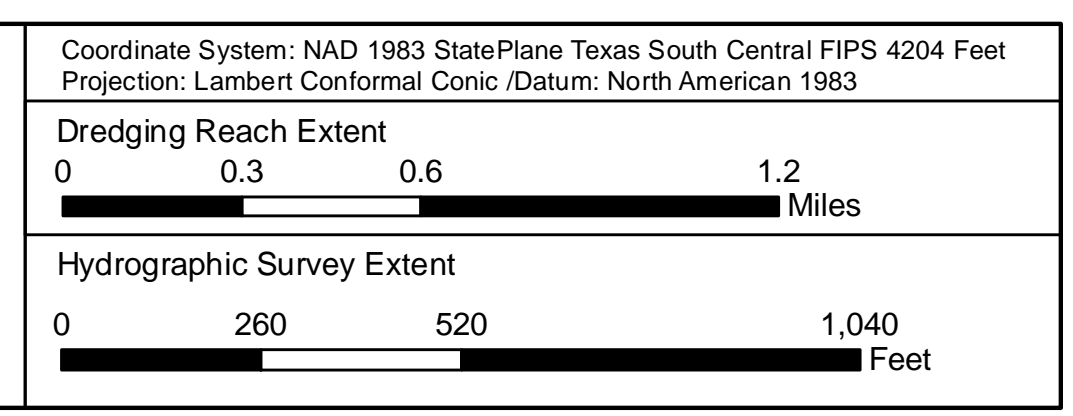 Coordinate System: NAD 1983 StatePlane Texas South Central FIPS 4204 Feet
Projection: Lambert Conformal Conic /Datum: North American 1983
Dredging Reach Extent
0 0.3 0.6 1.2
Miles
Hydrographic Survey Extent
0 260 520 1,040
Feet